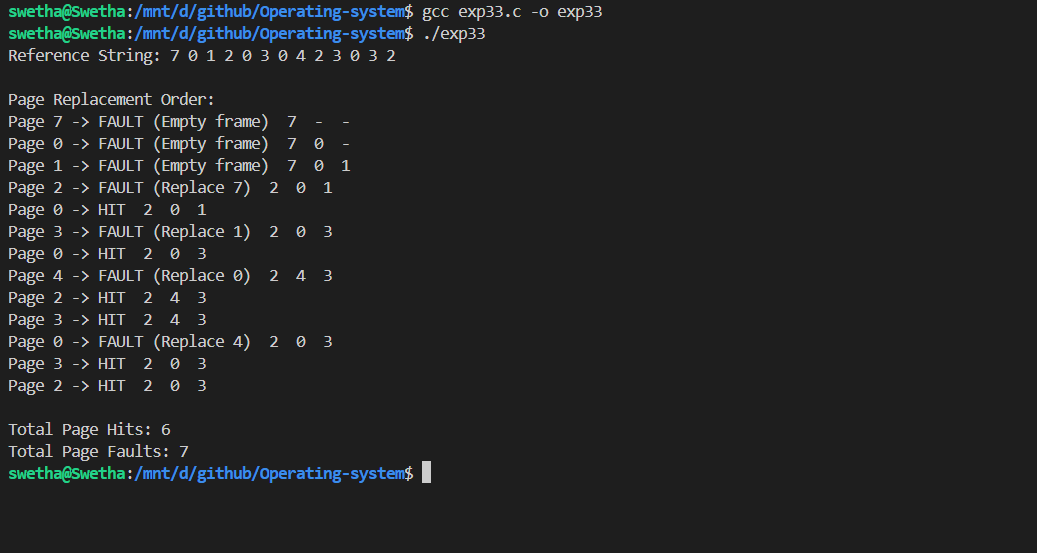 swetha@Swetha:/mnt/d/github/Operating-system$ gcc exp33.c -o exp33
swetha@Swetha:/mnt/d/github/Operating-system$ ./exp33
Reference String: 7 0 1 2 0 3 0 4 2 3 0 3 2

Page Replacement Order:
Page 7 -> FAULT (Empty frame)  7  -  -
Page 0 -> FAULT (Empty frame)  7  0  -
Page 1 -> FAULT (Empty frame)  7  0  1
Page 2 -> FAULT (Replace 7)  2  0  1
Page 0 -> HIT  2  0  1
Page 3 -> FAULT (Replace 1)  2  0  3
Page 0 -> HIT  2  0  3
Page 4 -> FAULT (Replace 0)  2  4  3
Page 2 -> HIT  2  4  3
Page 3 -> HIT  2  4  3
Page 0 -> FAULT (Replace 4)  2  0  3
Page 3 -> HIT  2  0  3
Page 2 -> HIT  2  0  3

Total Page Hits: 6
Total Page Faults: 7
swetha@Swetha:/mnt/d/github/Operating-system$